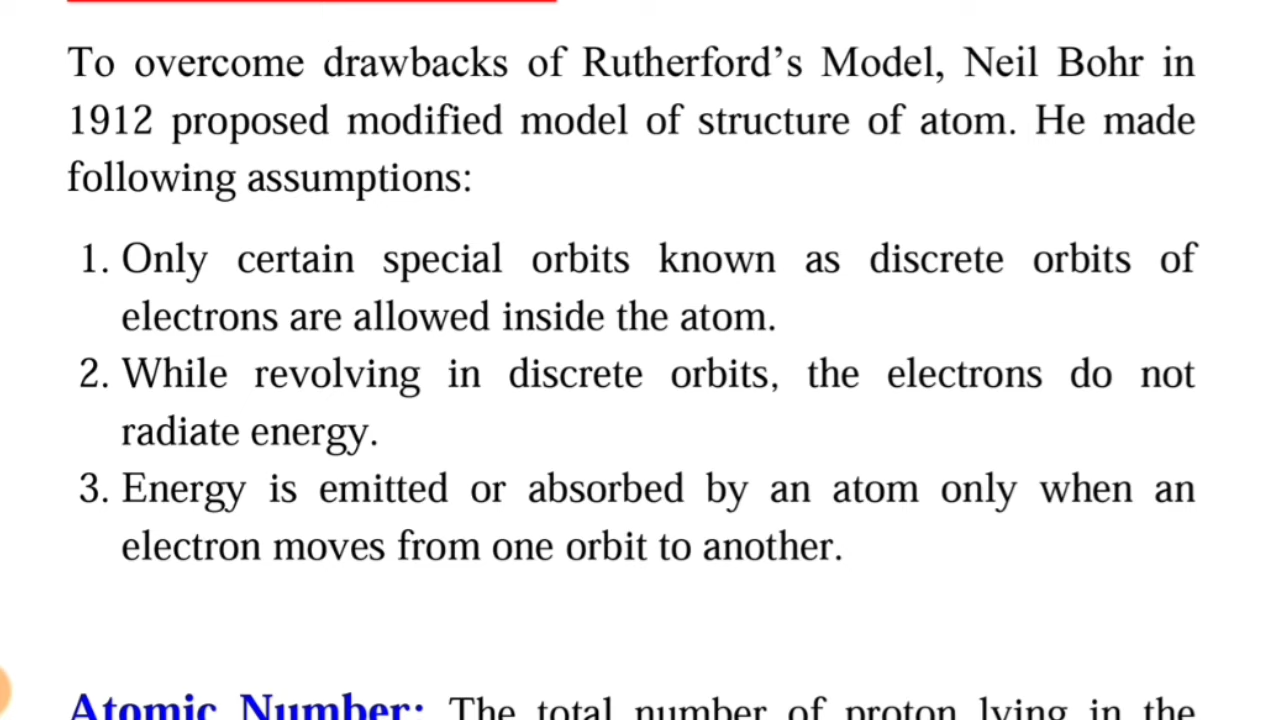 To overcome drawbacks of Rutherford’s Model, Neil Bohr in
1912 proposed modified model of structure of atom. He made
following assumptions:
1. Only certain special orbits known as discrete orbits of
electrons are allowed inside the atom.
2. While revolving in discrete orbits, the electrons do not
radiate energy.
3. Energy is emitted or absorbed by an atom only when an
electron moves from one orbit to another.
Atomic Number: The total number of proton lying in the